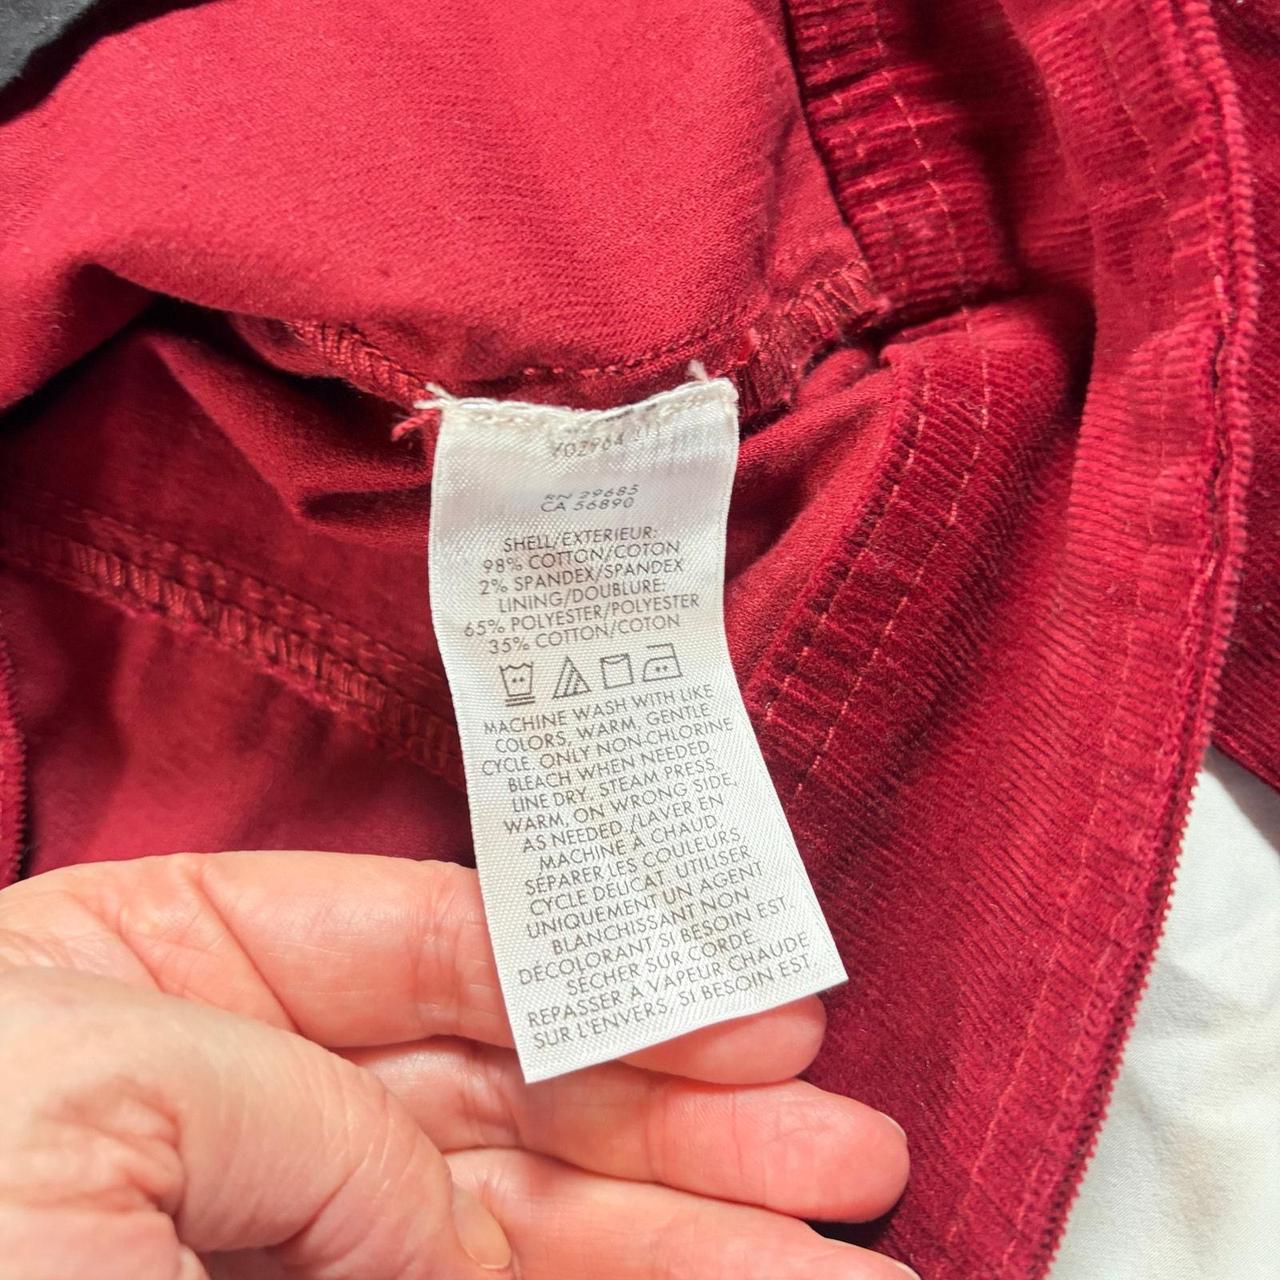 RN 29685
CA 56890
SHELL/EXTERIEUR:
98% COTTON/COTON
2% SPANDEX/SPANDEX
LINING/DOUBLURE:
65% POLYESTER/POLYESTER
35% COTTON/COTON
MACHINE WASH WITH LIKE
COLORS, WARM, GENTLE
CYCLE. ONLY NON-CHLORINE
BLEACH WHEN NEEDED.
LINE DRY. STEAM PRESS,
WARM, ON WRONG SIDE,
AS NEEDED./LAVER EN
MACHINE À CHAUD.
SÉPARER LES COULEURS.
CYCLE DÉLICAT. UTILISER
UNIQUEMENT UN AGENT
BLANCHISSANT NON
DÉCOLORANT SI BESOIN EST.
SÉCHER SUR CORDE.
REPASSER À VAPEUR CHAUDE
SUR L'ENVERS, SI BESOIN EST.